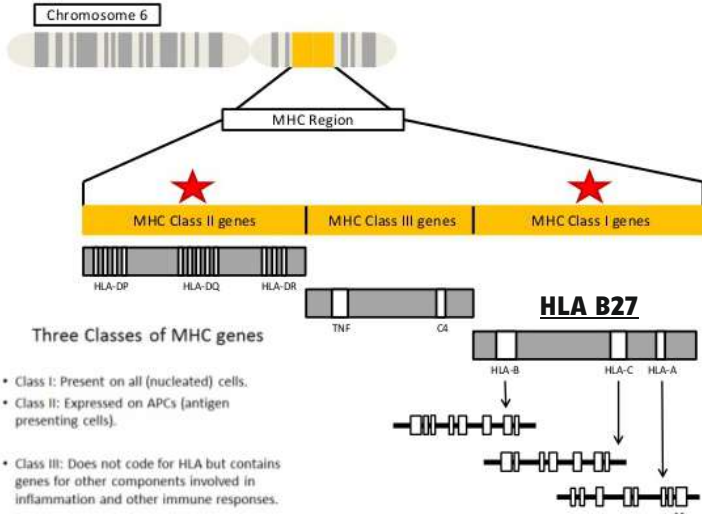 Chromosome 6
MHC Region
MHC Class II genes
MHC Class III genes
MHC Class I genes
HLA-DP
HLA-DQ
HLA-DR
TNF
C4
HLA B27
HLA-B
HLA-C
HLA-A
Three Classes of MHC genes
• Class I: Present on all (nucleated) cells.
• Class II: Expressed on APCs (antigen
presenting cells).
• Class III: Does not code for HLA but contains
genes for other components involved in
inflammation and other immune responses.